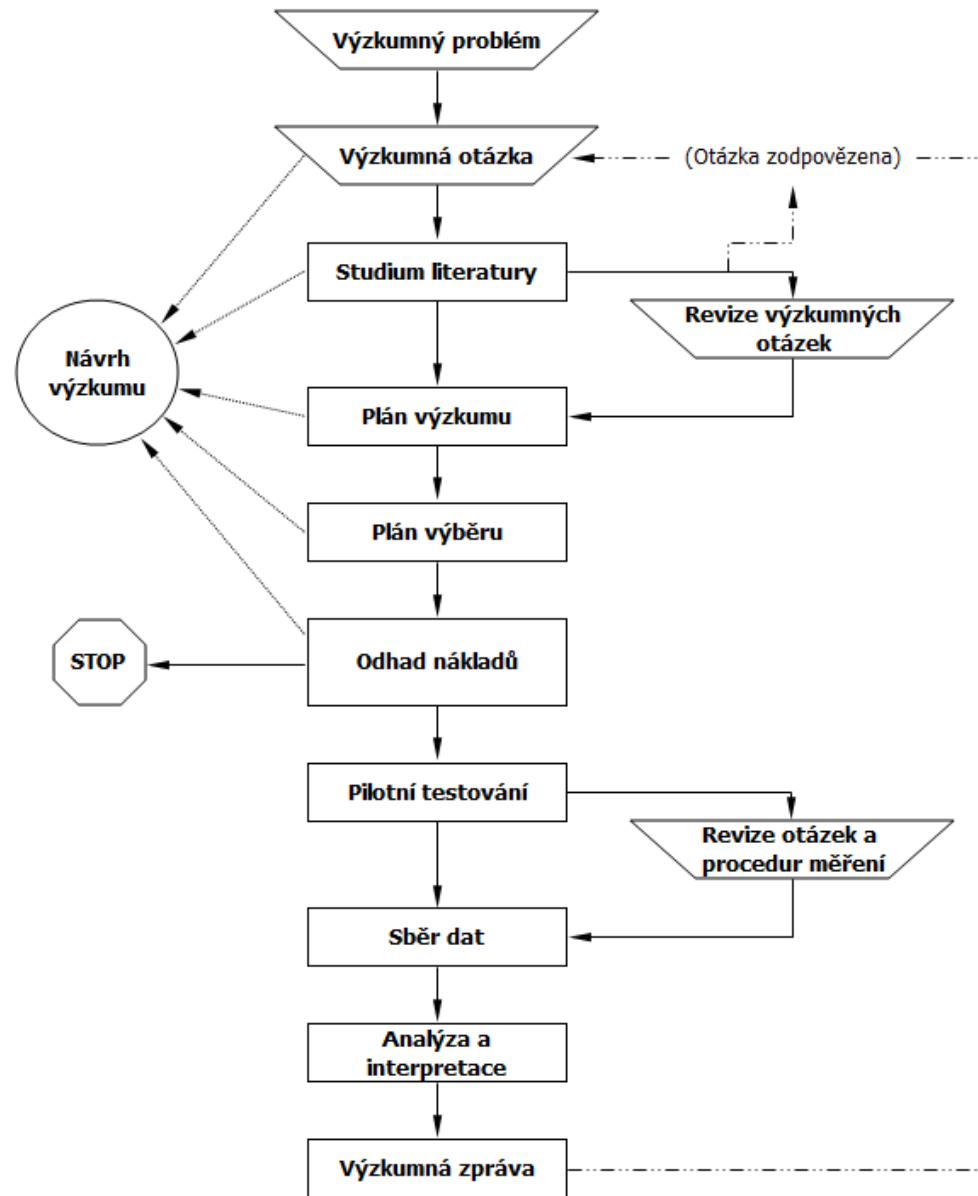 Výzkumný problém
Výzkumná otázka
(Otázka zodpovězena)
Studium literatury
Revize výzkumných
otázek
Návrh
výzkumu
Plán výzkumu
Plán výběru
Odhad nákladů
STOP
Pilotní testování
Revize otázek a
procedur měření
Sběr dat
Analýza a
interpretace
Výzkumná zpráva